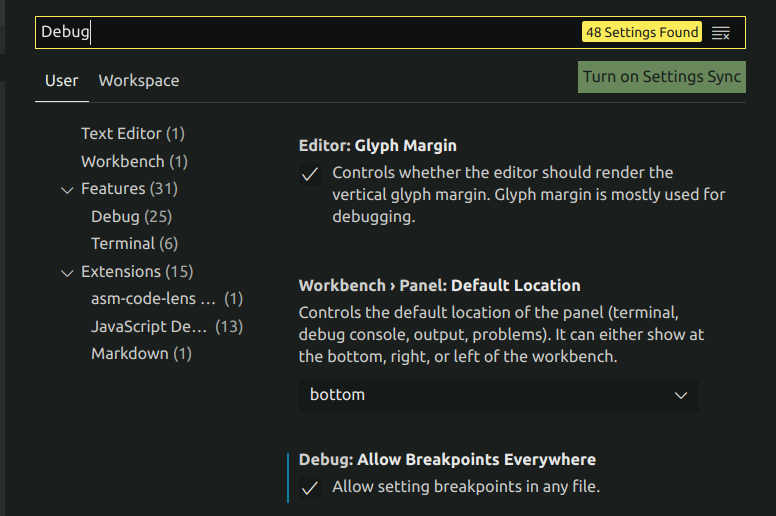 Debug
48 Settings Found
User
Workspace
Turn on Settings Sync
Text Editor (1)
Workbench (1)
Features (31)
Debug (25)
Terminal (6)
Extensions (15)
asm-code-lens ... (1)
JavaScript De... (13)
Markdown (1)
Editor: Glyph Margin
Controls whether the editor should render the
vertical glyph margin. Glyph margin is mostly used for
debugging.
Workbench › Panel: Default Location
Controls the default location of the panel (terminal,
debug console, output, problems). It can either show at
the bottom, right, or left of the workbench.
bottom
Debug: Allow Breakpoints Everywhere
Allow setting breakpoints in any file.